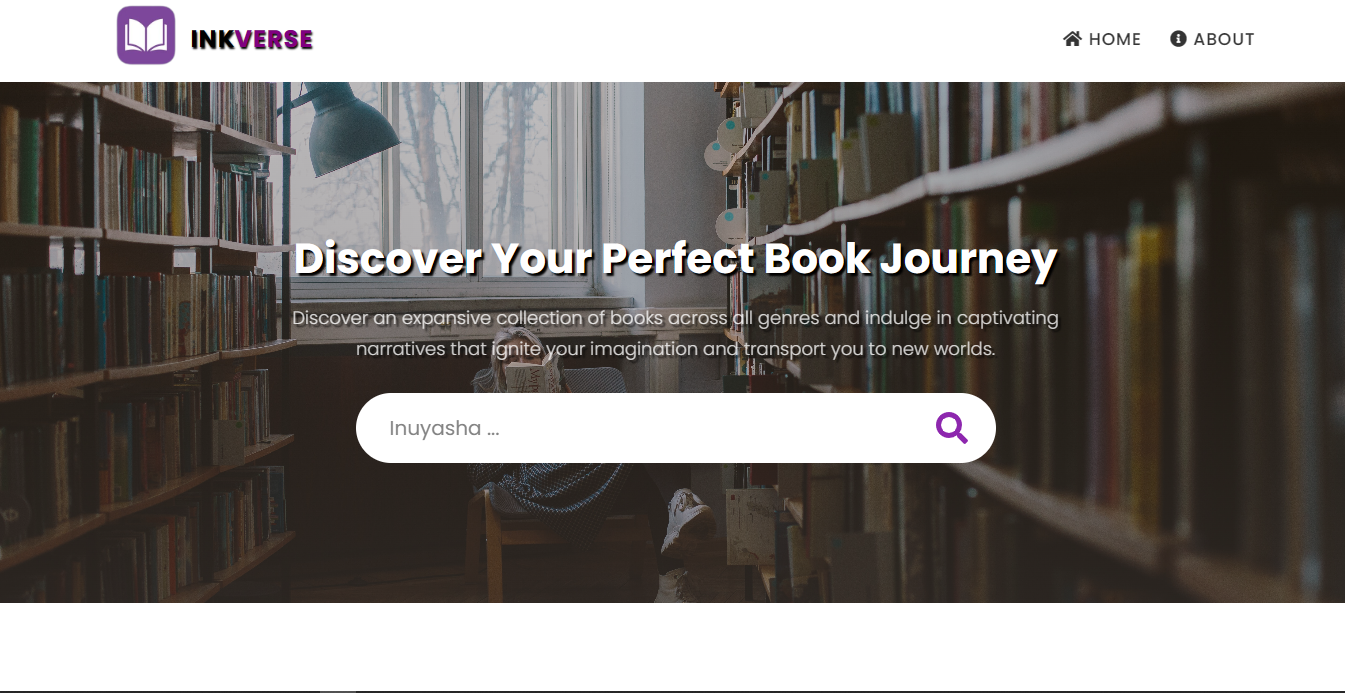 INKVERSE
HOME
ABOUT
Discover Your Perfect Book Journey
Discover an expansive collection of books across all genres and indulge in captivating
narratives that ignite your imagination and transport you to new worlds.
Inuyasha ...